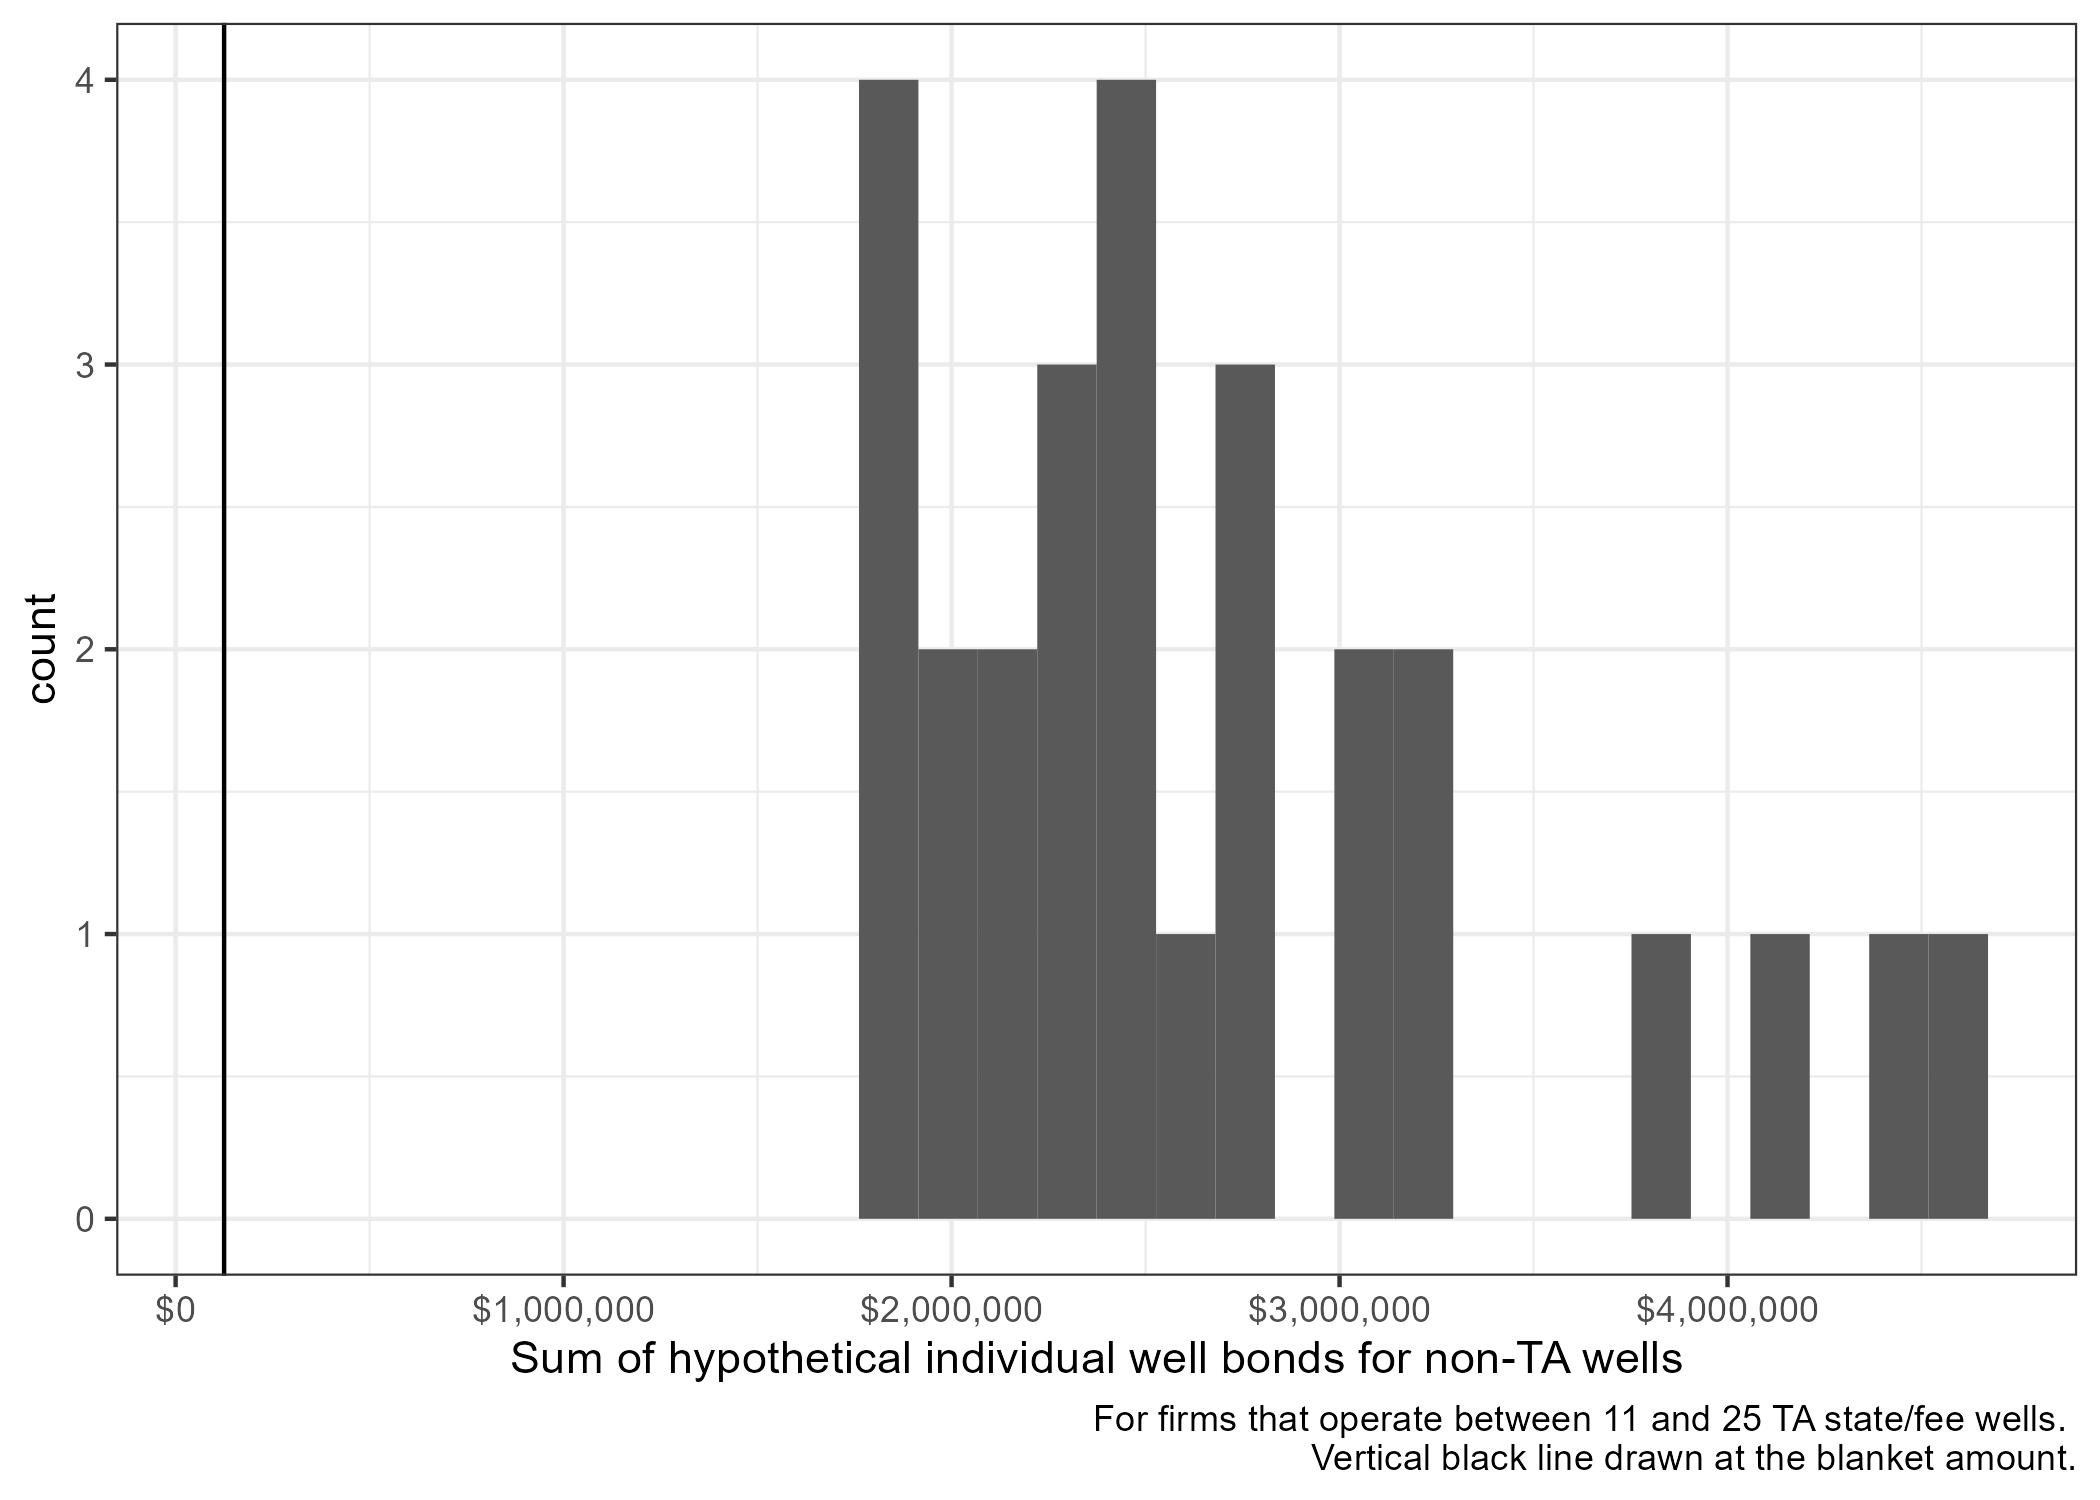 4
3
2
1
0
count
$0
$1,000,000
$2,000,000
$3,000,000
$4,000,000
Sum of hypothetical individual well bonds for non-TA wells
For firms that operate between 11 and 25 TA state/fee wells.
Vertical black line drawn at the blanket amount.